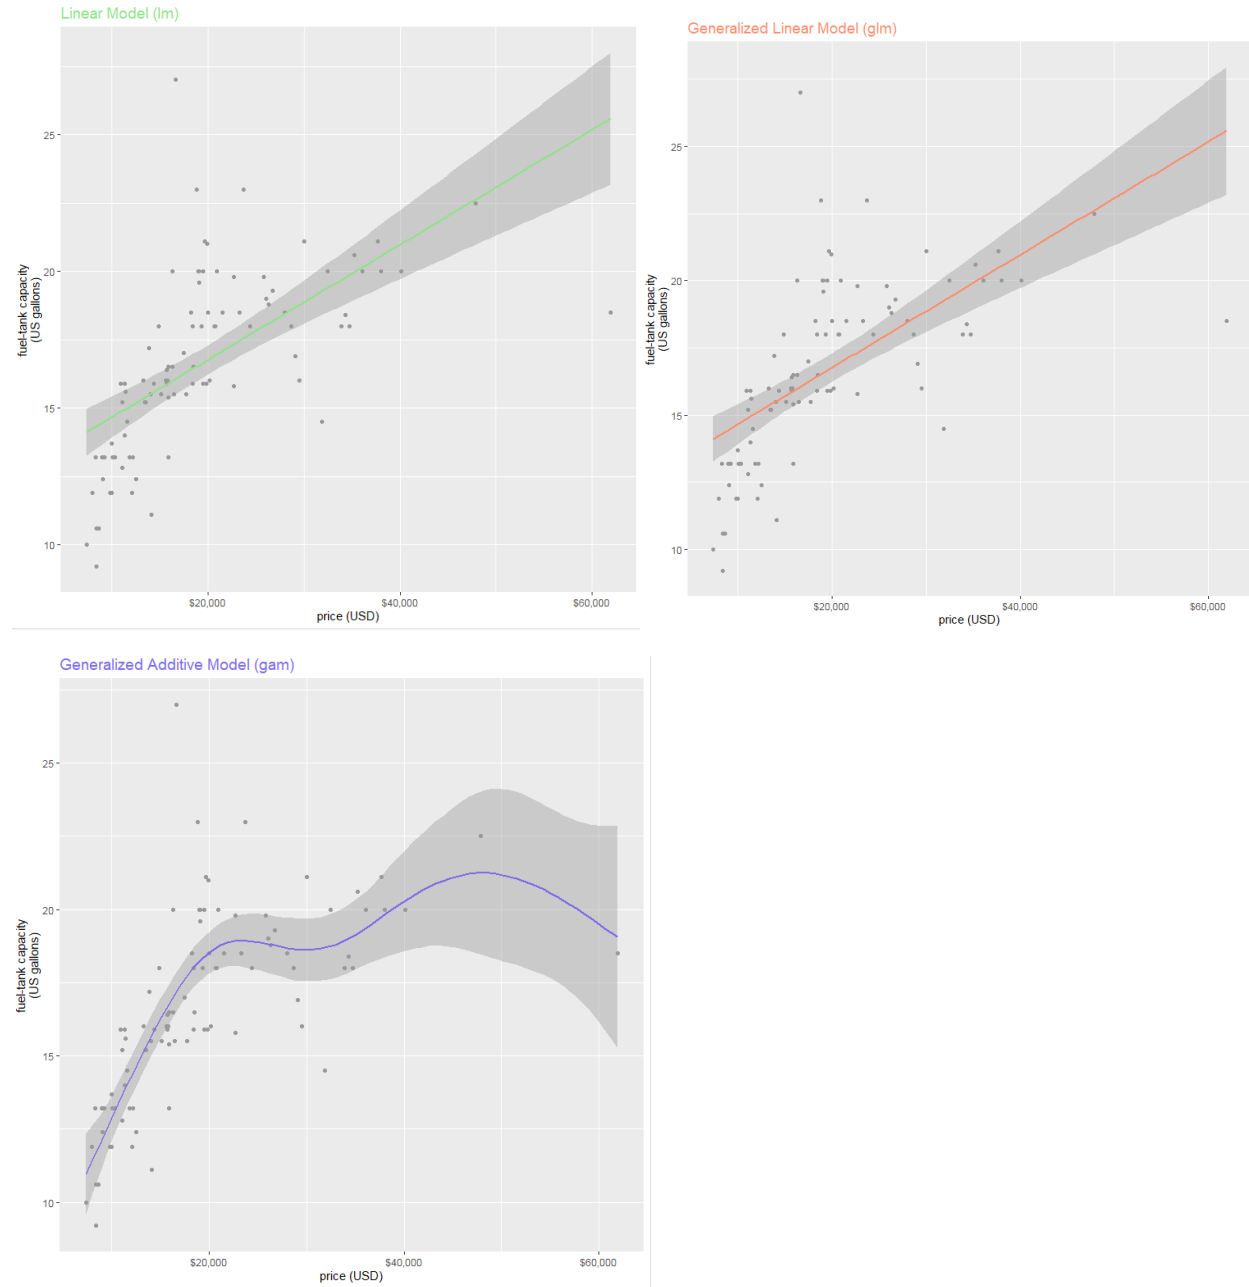 Linear Model (lm)
25
20
15
10
fuel-tank capacity
(US gallons)
$20,000
$40,000
$60,000
price (USD)
Generalized Linear Model (glm)
25
20
15
10
fuel-tank capacity
(US gallons)
$20,000
$40,000
$60,000
price (USD)
Generalized Additive Model (gam)
25
20
15
10
fuel-tank capacity
(US gallons)
$20,000
$40,000
$60,000
price (USD)